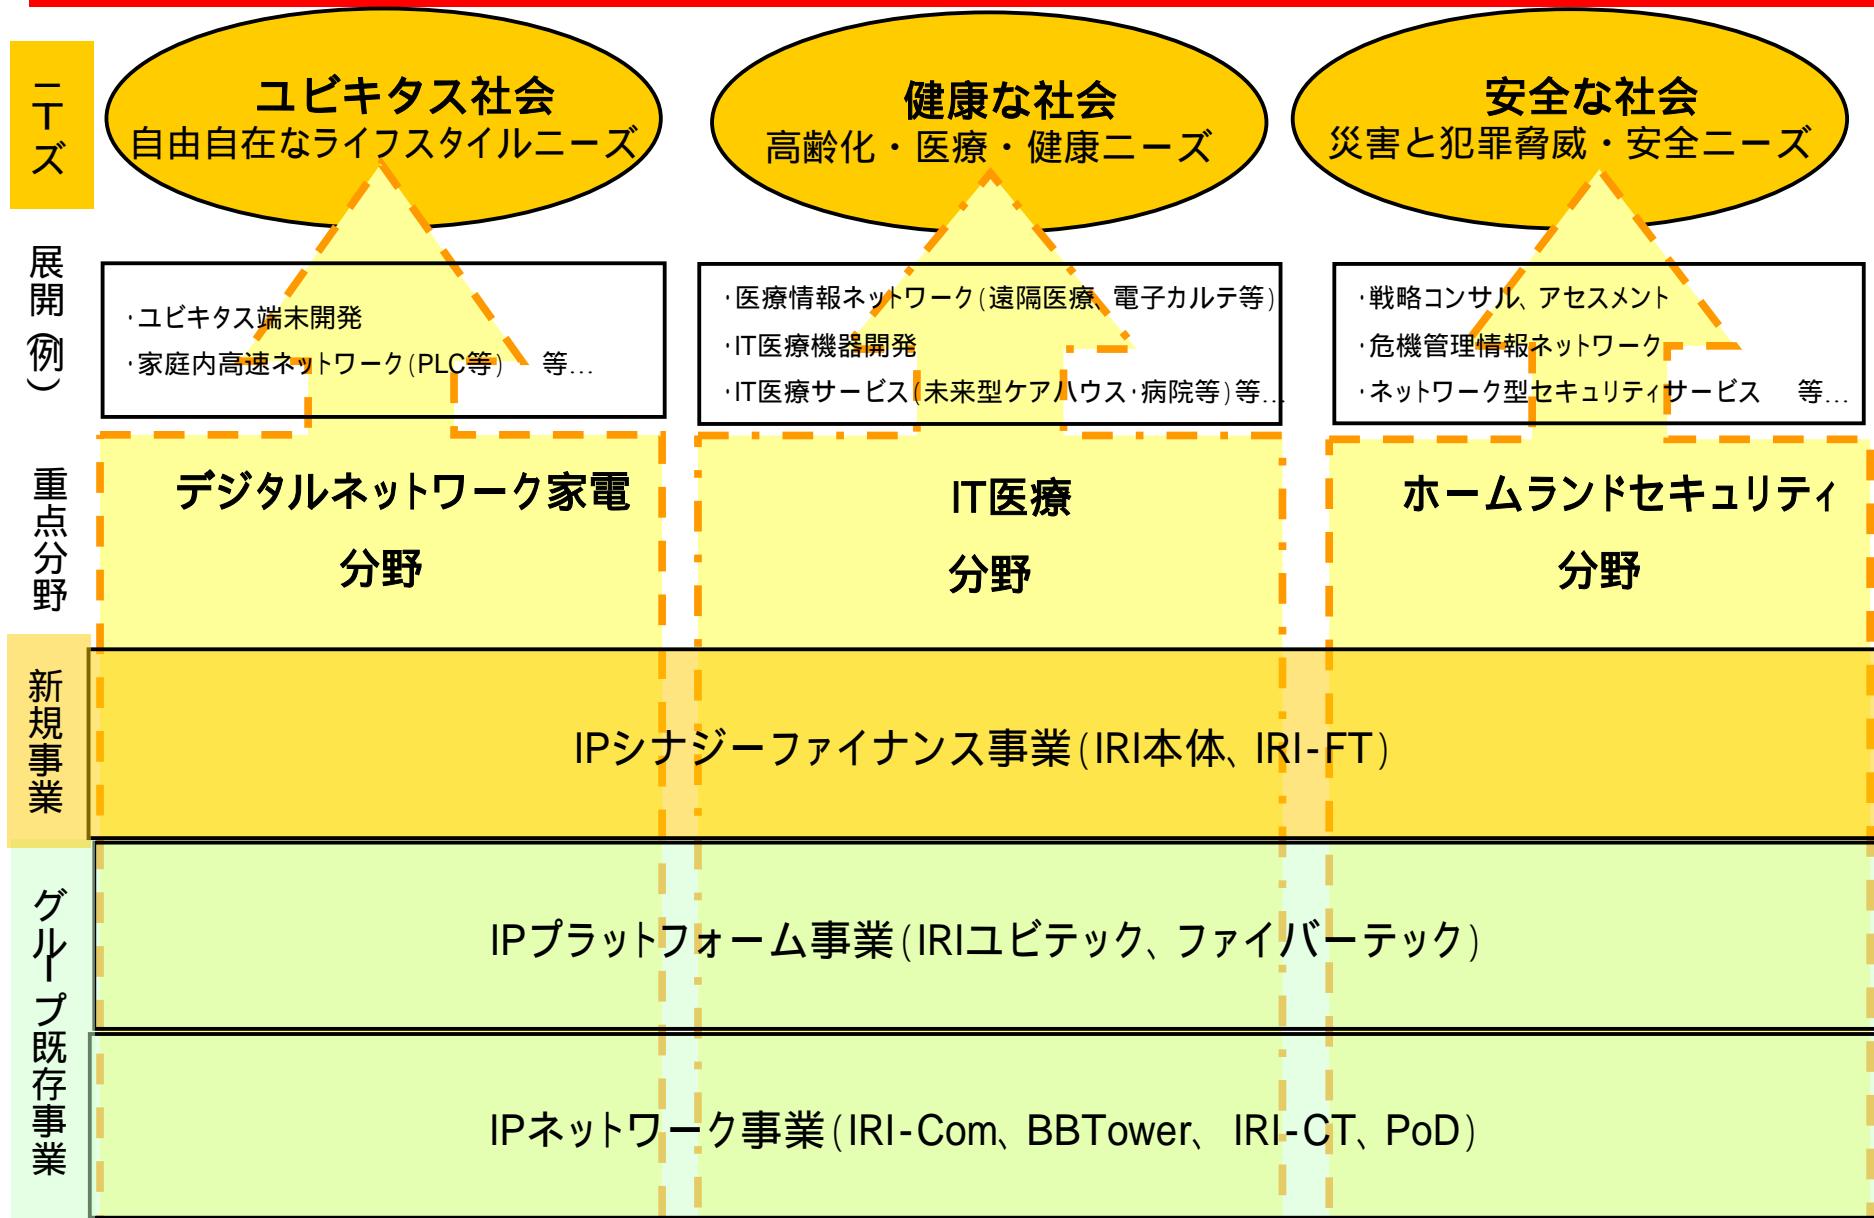 ニーズ
ユビキタス社会
自由自在なライフスタイルニーズ
健康な社会
高齢化・医療・健康ニーズ
安全な社会
災害と犯罪脅威・安全ニーズ
展開(例)
・ユビキタス端末開発
・家庭内高速ネットワーク(PLC等) 等…
・医療情報ネットワーク(遠隔医療、電子カルテ等)
・IT医療機器開発
・IT医療サービス(未来型ケアハウス・病院等)等…
・戦略コンサル、アセスメント
・危機管理情報ネットワーク
・ネットワーク型セキュリティサービス 等…
重点分野
デジタルネットワーク家電
分野
IT医療
分野
ホームランドセキュリティ
分野
新規事業
IPシナジーファイナンス事業(IRI本体、IRI-FT)
グループ既存事業
IPプラットフォーム事業(IRIユビテック、ファイバーテック)
IPネットワーク事業(IRI-Com、BBTower、IRI-CT、PoD)